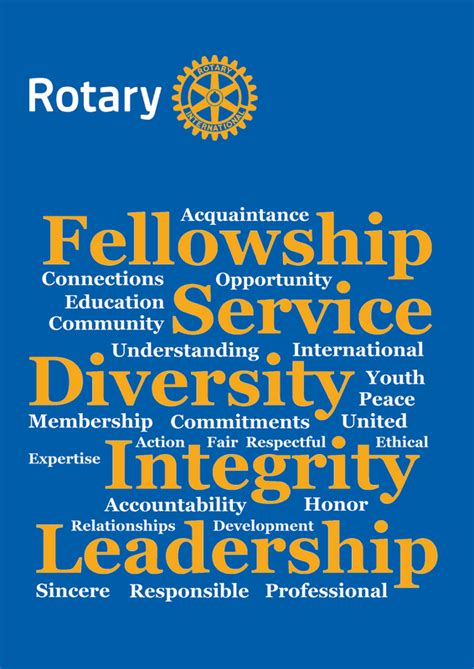 Rotary
ROTARY
INTERNATIONAL
Acquaintance
Fellowship
Connections Opportunity
Education
Service
Community
Understanding International
Diversity
Youth
Peace
Membership Commitments United
Action Fair Respectful Ethical
Expertise
Integrity
Accountability Honor
Relationships Development
Leadership
Sincere Responsible Professional